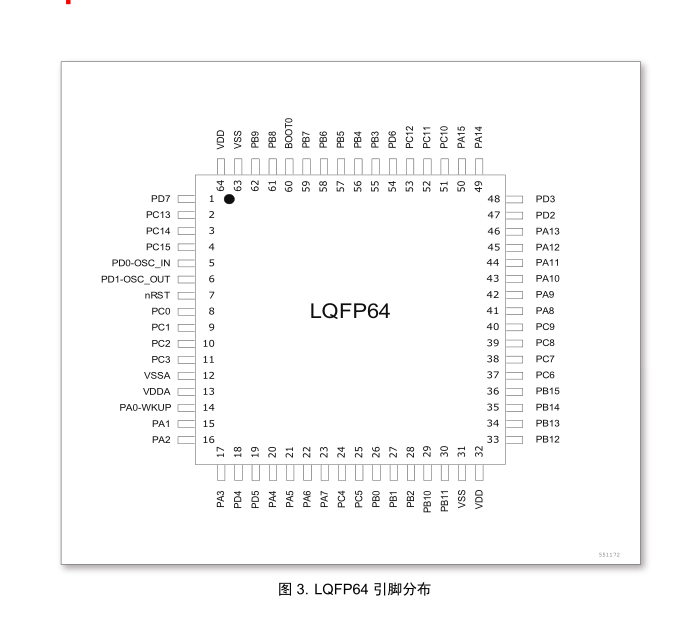 VDD VSS PB9 PB8 BOOT0 PB7 PB6 PB5 PB4 PB3 PD6 PC12 PC11 PC10 PA15 PA14
64 63 62 61 60 59 58 57 56 55 54 53 52 51 50 49
PD7 1 48 PD3
PC13 2 47 PD2
PC14 3 46 PA13
PC15 4 45 PA12
PD0-OSC_IN 5 44 PA11
PD1-OSC_OUT 6 43 PA10
nRST 7 42 PA9
PC0 8 LQFP64 41 PA8
PC1 9 40 PC9
PC2 10 39 PC8
PC3 11 38 PC7
VSSA 12 37 PC6
VDDA 13 36 PB15
PA0-WKUP 14 35 PB14
PA1 15 34 PB13
PA2 16 33 PB12
17 18 19 20 21 22 23 24 25 26 27 28 29 30 31 32
PA3 PD4 PD5 PA4 PA5 PA6 PA7 PC4 PC5 PB0 PB1 PB2 PB10 PB11 VSS VDD
551172
图 3. LQFP64 引脚分布